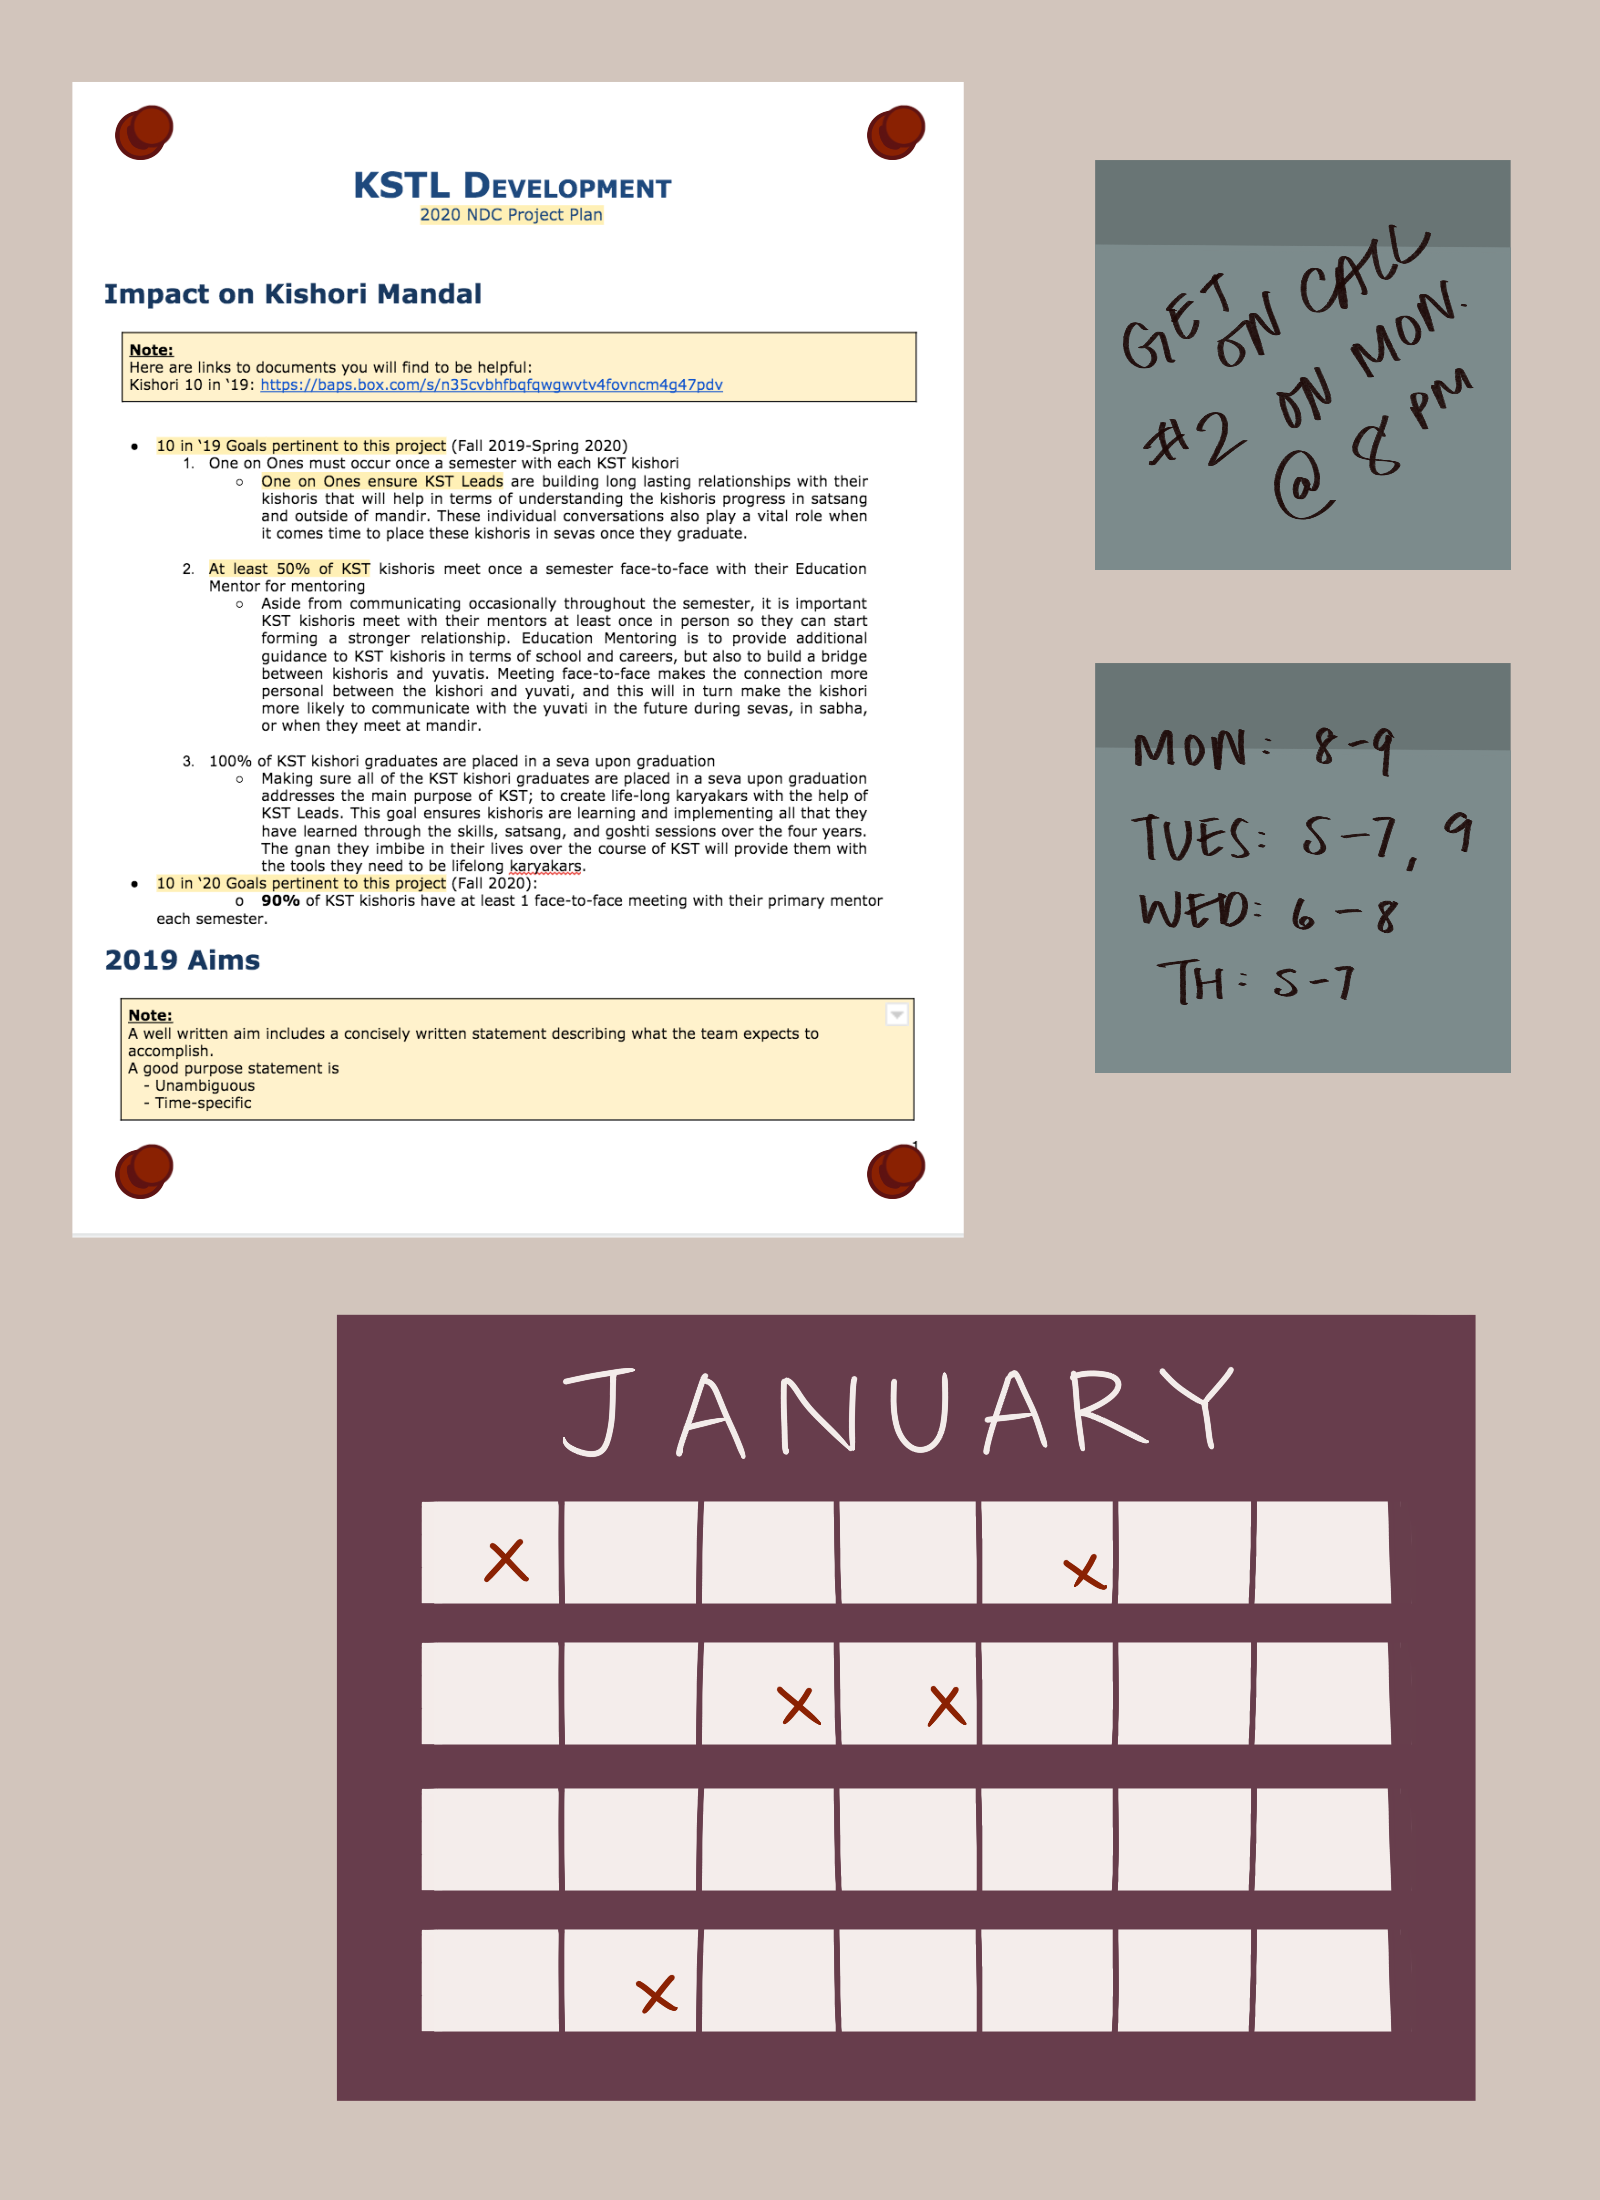 KSTL DEVELOPMENT
2020 NDC Project Plan
Impact on Kishori Mandal
Note:
Here are links to documents you will find to be helpful:
Kishori 10 in ‘19: https://baps.box.com/s/n35cvbhfbqfqwgwvtv4fovncm4g47pdv
● 10 in ‘19 Goals pertinent to this project (Fall 2019-Spring 2020)
1. One on Ones must occur once a semester with each KST kishori
○ One on Ones ensure KST Leads are building long lasting relationships with their
kishoris that will help in terms of understanding the kishoris progress in satsang
and outside of mandir. These individual conversations also play a vital role when
it comes time to place these kishoris in sevas once they graduate.
2. At least 50% of KST kishoris meet once a semester face-to-face with their Education
Mentor for mentoring
○ Aside from communicating occasionally throughout the semester, it is important
KST kishoris meet with their mentors at least once in person so they can start
forming a stronger relationship. Education Mentoring is to provide additional
guidance to KST kishoris in terms of school and careers, but also to build a bridge
between kishoris and yuvatis. Meeting face-to-face makes the connection more
personal between the kishori and yuvati, and this will in turn make the kishori
more likely to communicate with the yuvati in the future during sevas, in sabha,
or when they meet at mandir.
3. 100% of KST kishori graduates are placed in a seva upon graduation
○ Making sure all of the KST kishori graduates are placed in a seva upon graduation
addresses the main purpose of KST; to create life-long karyakars with the help of
KST Leads. This goal ensures kishoris are learning and implementing all that they
have learned through the skills, satsang, and goshti sessions over the four years.
The gnan they imbibe in their lives over the course of KST will provide them with
the tools they need to be lifelong karyakars.
● 10 in ‘20 Goals pertinent to this project (Fall 2020):
o 90% of KST kishoris have at least 1 face-to-face meeting with their primary mentor
each semester.
2019 Aims
Note:
A well written aim includes a concisely written statement describing what the team expects to
accomplish.
A good purpose statement is
- Unambiguous
- Time-specific
1
GET
ON CALL
#2 ON MON.
@ 8 PM
MON: 8-9
TUES: 5-7, 9
WED: 6-8
TH: 5-7
JANUARY